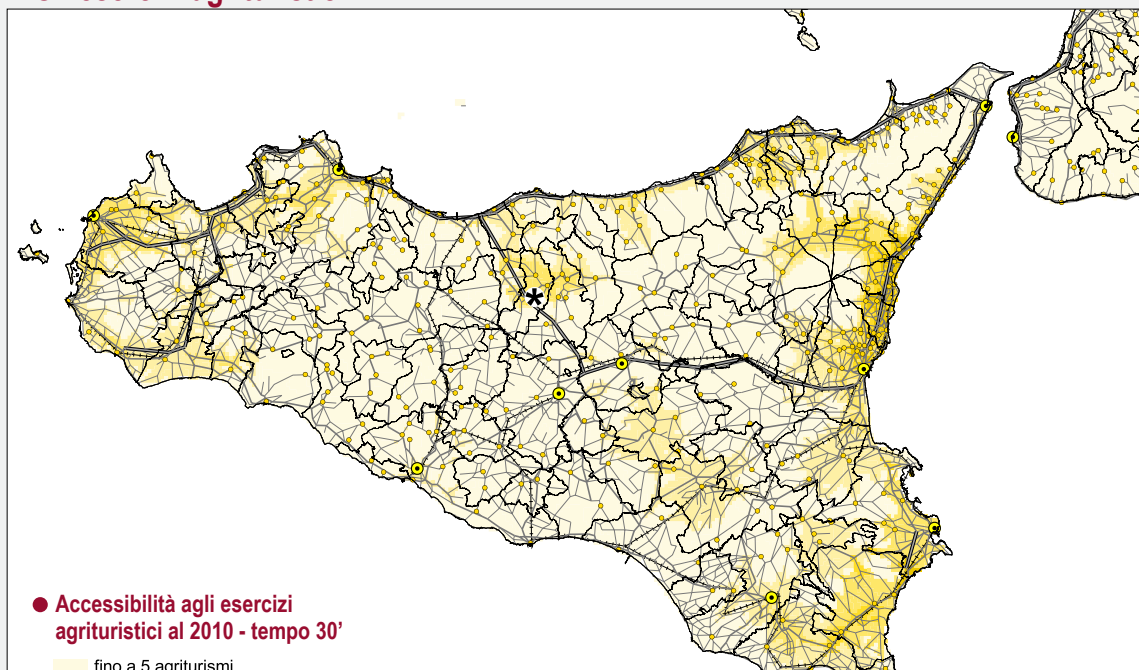 Accessibilità agli esercizi
agrituristici al 2010 - tempo 30’
fino a 5 agriturismi